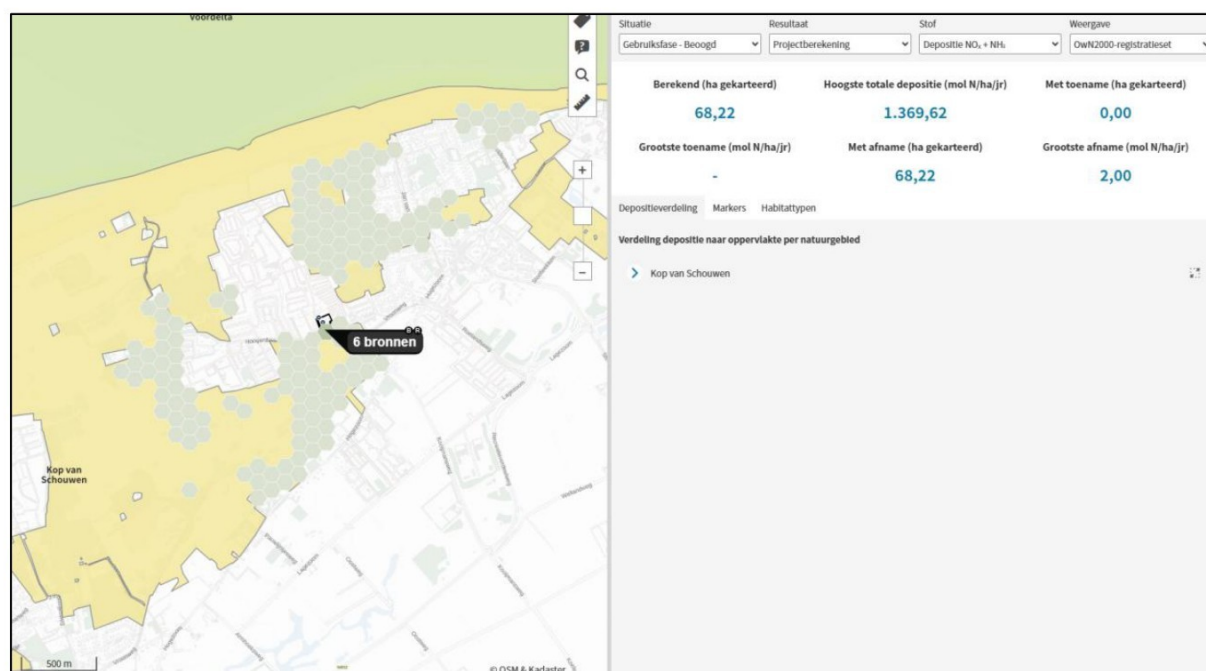 Voordelta
Situatie
Resultaat
Stof
Weergave
Gebruiksfase - Beoogd
Projectberekening
Depositie NOₓ + NH₃
OwN2000-registratieset
Berekend (ha gekarteerd)
Hoogste totale depositie (mol N/ha/jr)
Met toename (ha gekarteerd)
68,22
1.369,62
0,00
Grootste toename (mol N/ha/jr)
Met afname (ha gekarteerd)
Grootste afname (mol N/ha/jr)
-
68,22
2,00
Depositieverdeling
Markers
Habitattypen
Verdeling depositie naar oppervlakte per natuurgebied
Kop van Schouwen
6 bronnen
Kop van
Schouwen
500 m
© OSM & Kadaster